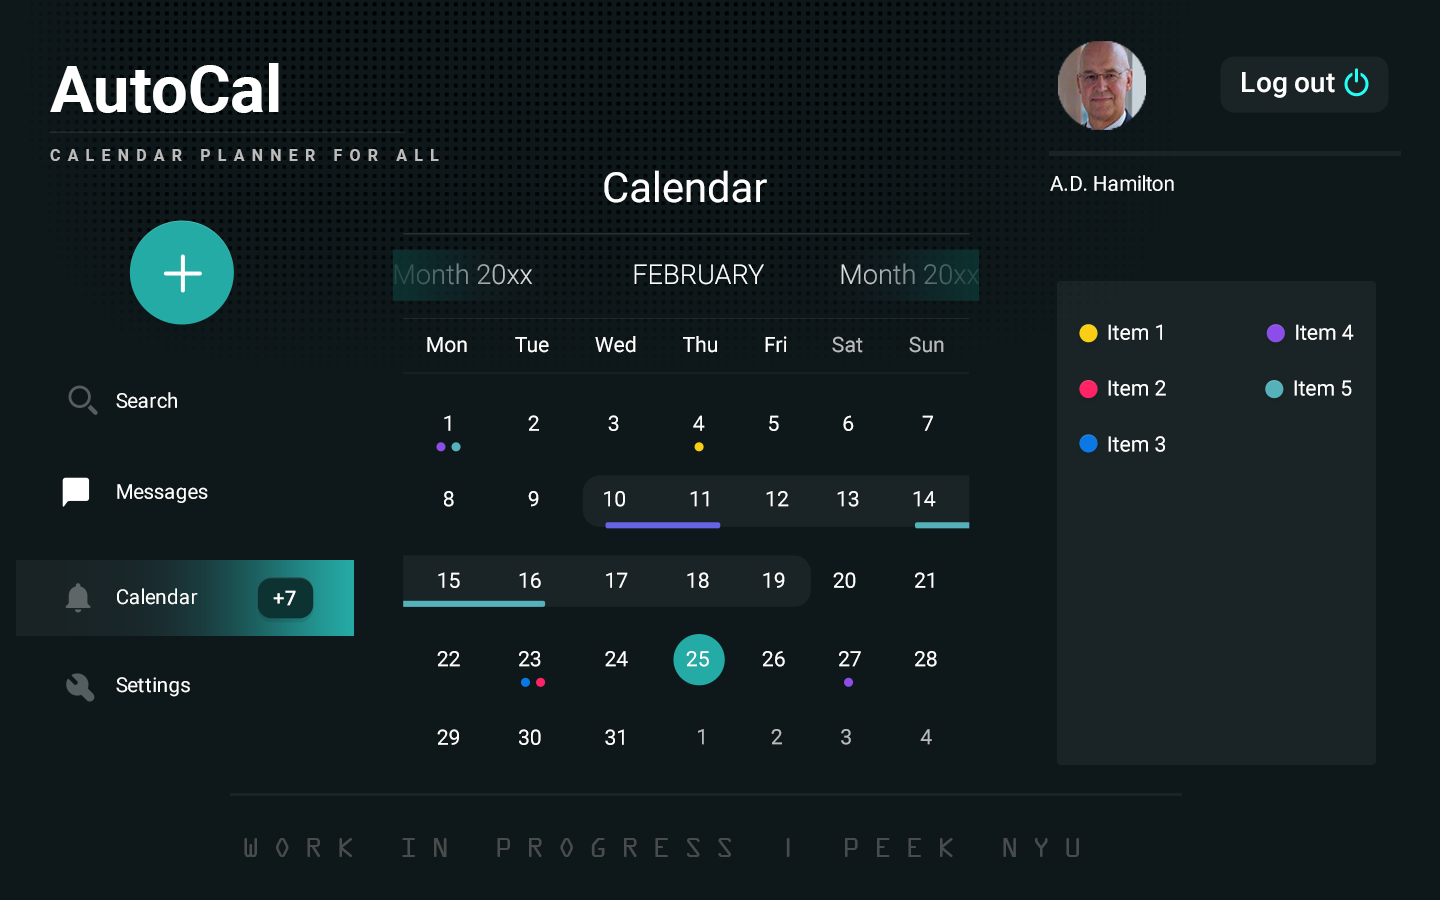 AutoCal
CALENDAR PLANNER FOR ALL
Log out
A.D. Hamilton
Calendar
Month 20xx FEBRUARY Month 20xx
Mon Tue Wed Thu Fri Sat Sun
1 2 3 4 5 6 7
8 9 10 11 12 13 14
15 16 17 18 19 20 21
22 23 24 25 26 27 28
29 30 31 1 2 3 4
Search
Messages
Calendar +7
Settings
Item 1 Item 4
Item 2 Item 5
Item 3
WORK IN PROGRESS | PEEK NYU